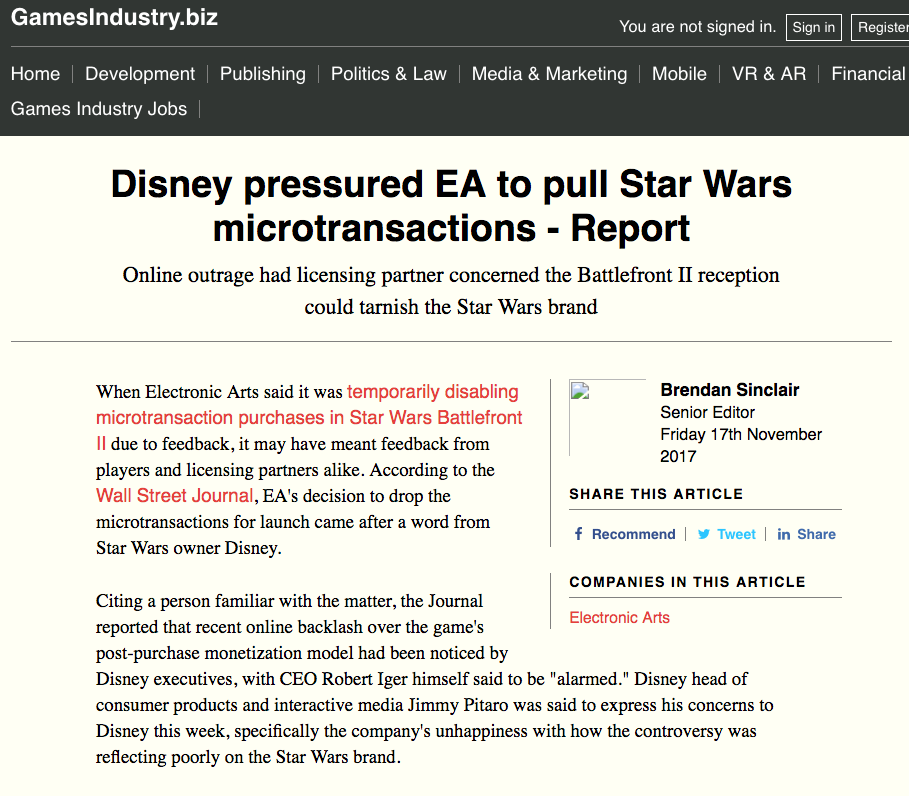 GamesIndustry.biz
You are not signed in. Sign in Register
Home Development Publishing Politics & Law Media & Marketing Mobile VR & AR Financial
Games Industry Jobs
Disney pressured EA to pull Star Wars
microtransactions - Report
Online outrage had licensing partner concerned the Battlefront II reception
could tarnish the Star Wars brand
When Electronic Arts said it was temporarily disabling
microtransaction purchases in Star Wars Battlefront
II due to feedback, it may have meant feedback from
players and licensing partners alike. According to the
Wall Street Journal, EA's decision to drop the
microtransactions for launch came after a word from
Star Wars owner Disney.
Brendan Sinclair
Senior Editor
Friday 17th November
2017
SHARE THIS ARTICLE
Recommend Tweet Share
COMPANIES IN THIS ARTICLE
Electronic Arts
Citing a person familiar with the matter, the Journal
reported that recent online backlash over the game's
post-purchase monetization model had been noticed by
Disney executives, with CEO Robert Iger himself said to be "alarmed." Disney head of
consumer products and interactive media Jimmy Pitaro was said to express his concerns to
Disney this week, specifically the company's unhappiness with how the controversy was
reflecting poorly on the Star Wars brand.